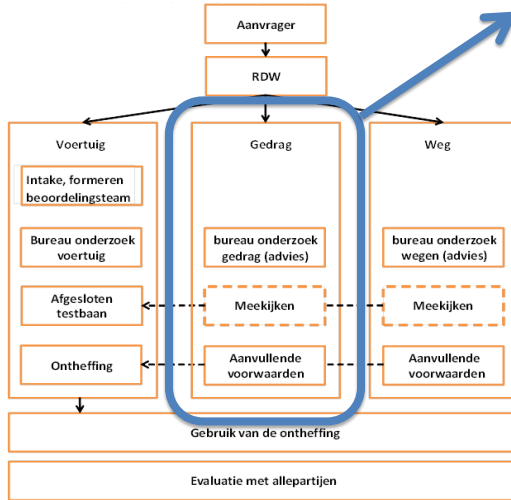 Aanvrager
RDW
Voertuig
Intake, formeren
beoordelingsteam
Bureau onderzoek
voertuig
Afgesloten
testbaan
Ontheffing
Gedrag
bureau onderzoek
gedrag (advies)
Meekijken
Aanvullende
voorwaarden
Weg
bureau onderzoek
wegen (advies)
Meekijken
Aanvullende
voorwaarden
Gebruik van de ontheffing
Evaluatie met allepartijen